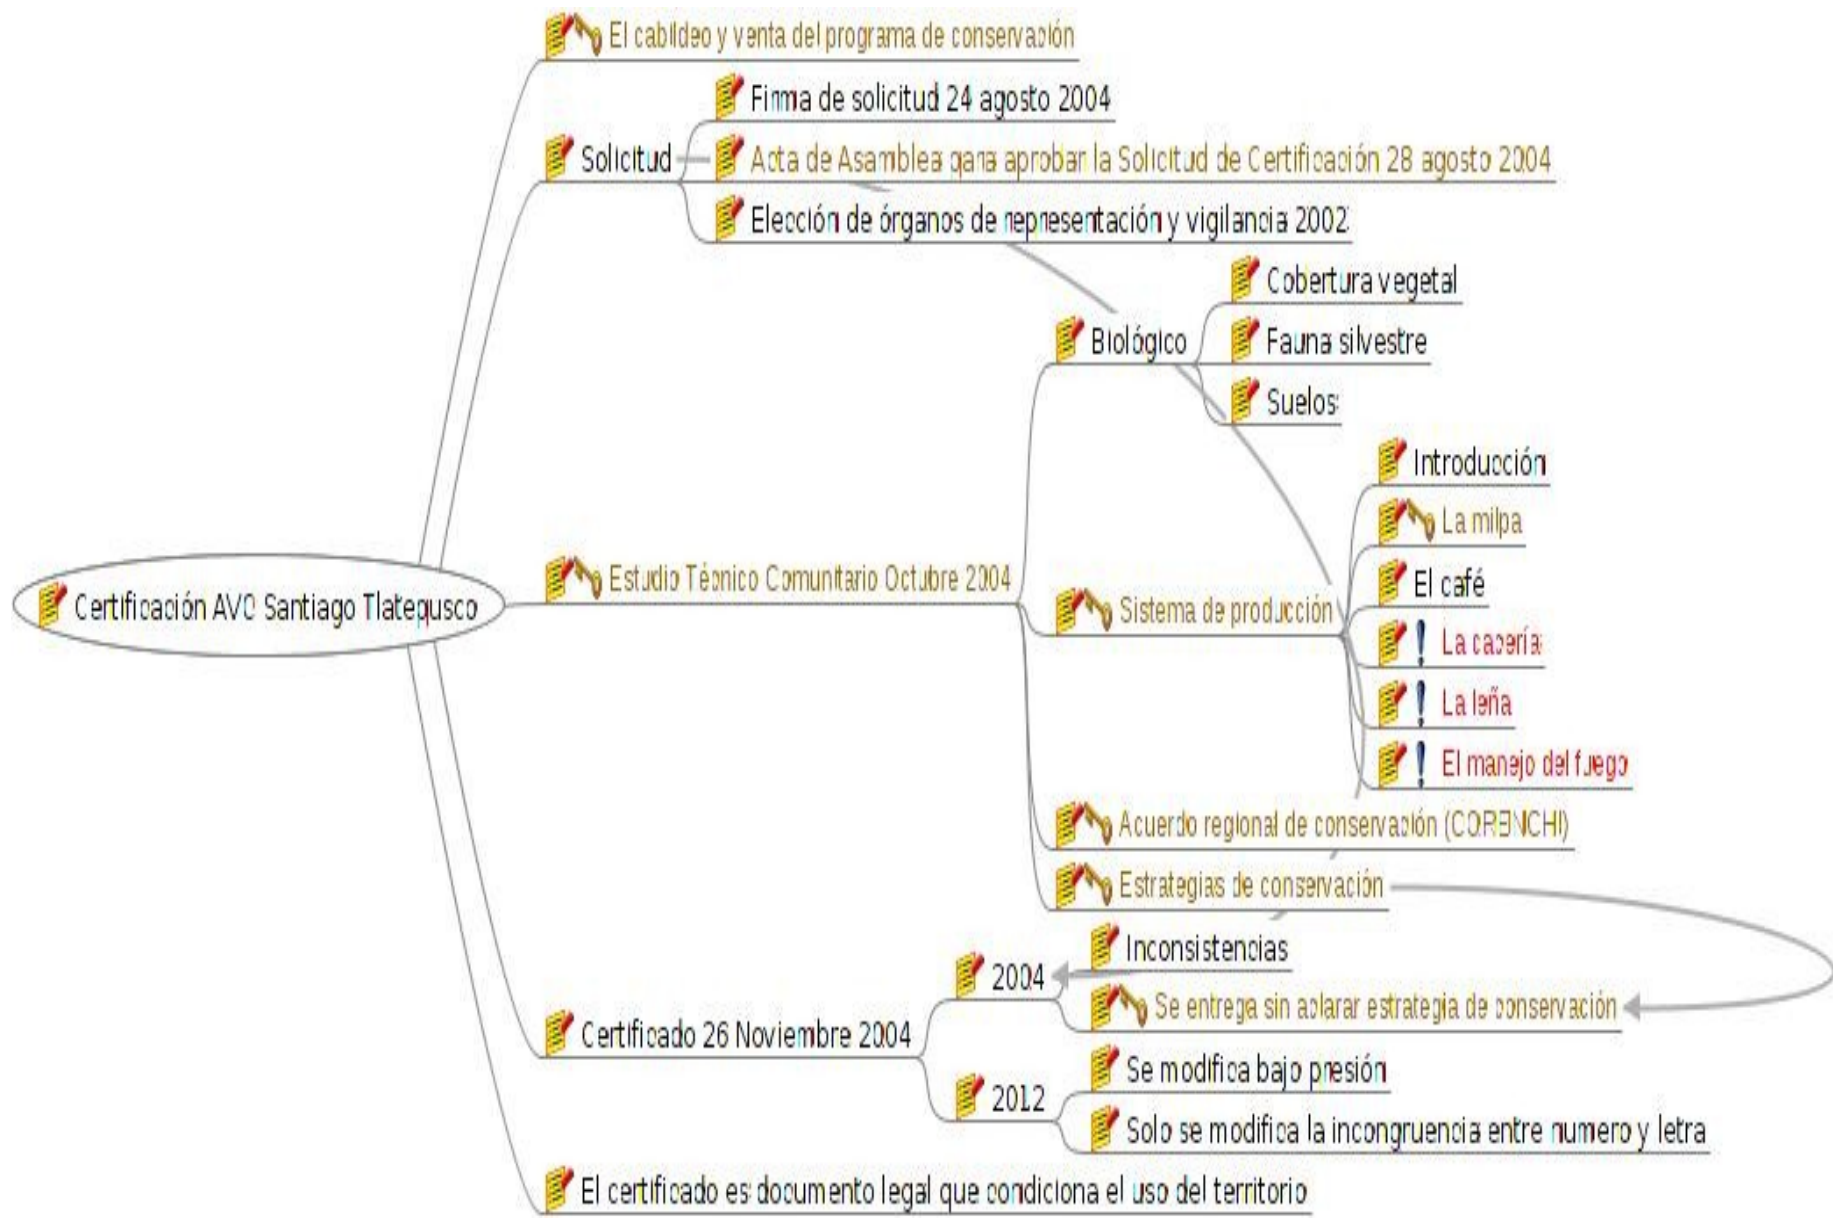 El cabildeo y venta del programa de conservación
Firma de solicitud 24 agosto 2004
Solicitud
Acta de Asamblea para aprobar la Solicitud de Certificación 28 agosto 2004
Elección de órganos de representación y vigilancia 2002
Cobertura vegetal
Biológico
Fauna silvestre
Suelos
Introducción
La milpa
Estudio Técnico Comunitario Octubre 2004
El café
Certificación AVC Santiago Tlatepusco
Sistema de producción
La cacería
La leña
El manejo del fuego
Acuerdo regional de conservación (CORENCHI)
Estrategias de conservación
Inconsistencias
2004
Se entrega sin aclarar estrategia de conservación
Certificado 26 Noviembre 2004
Se modifica bajo presión
2012
Solo se modifica la incongruencia entre numero y letra
El certificado es documento legal que condiciona el uso del territorio